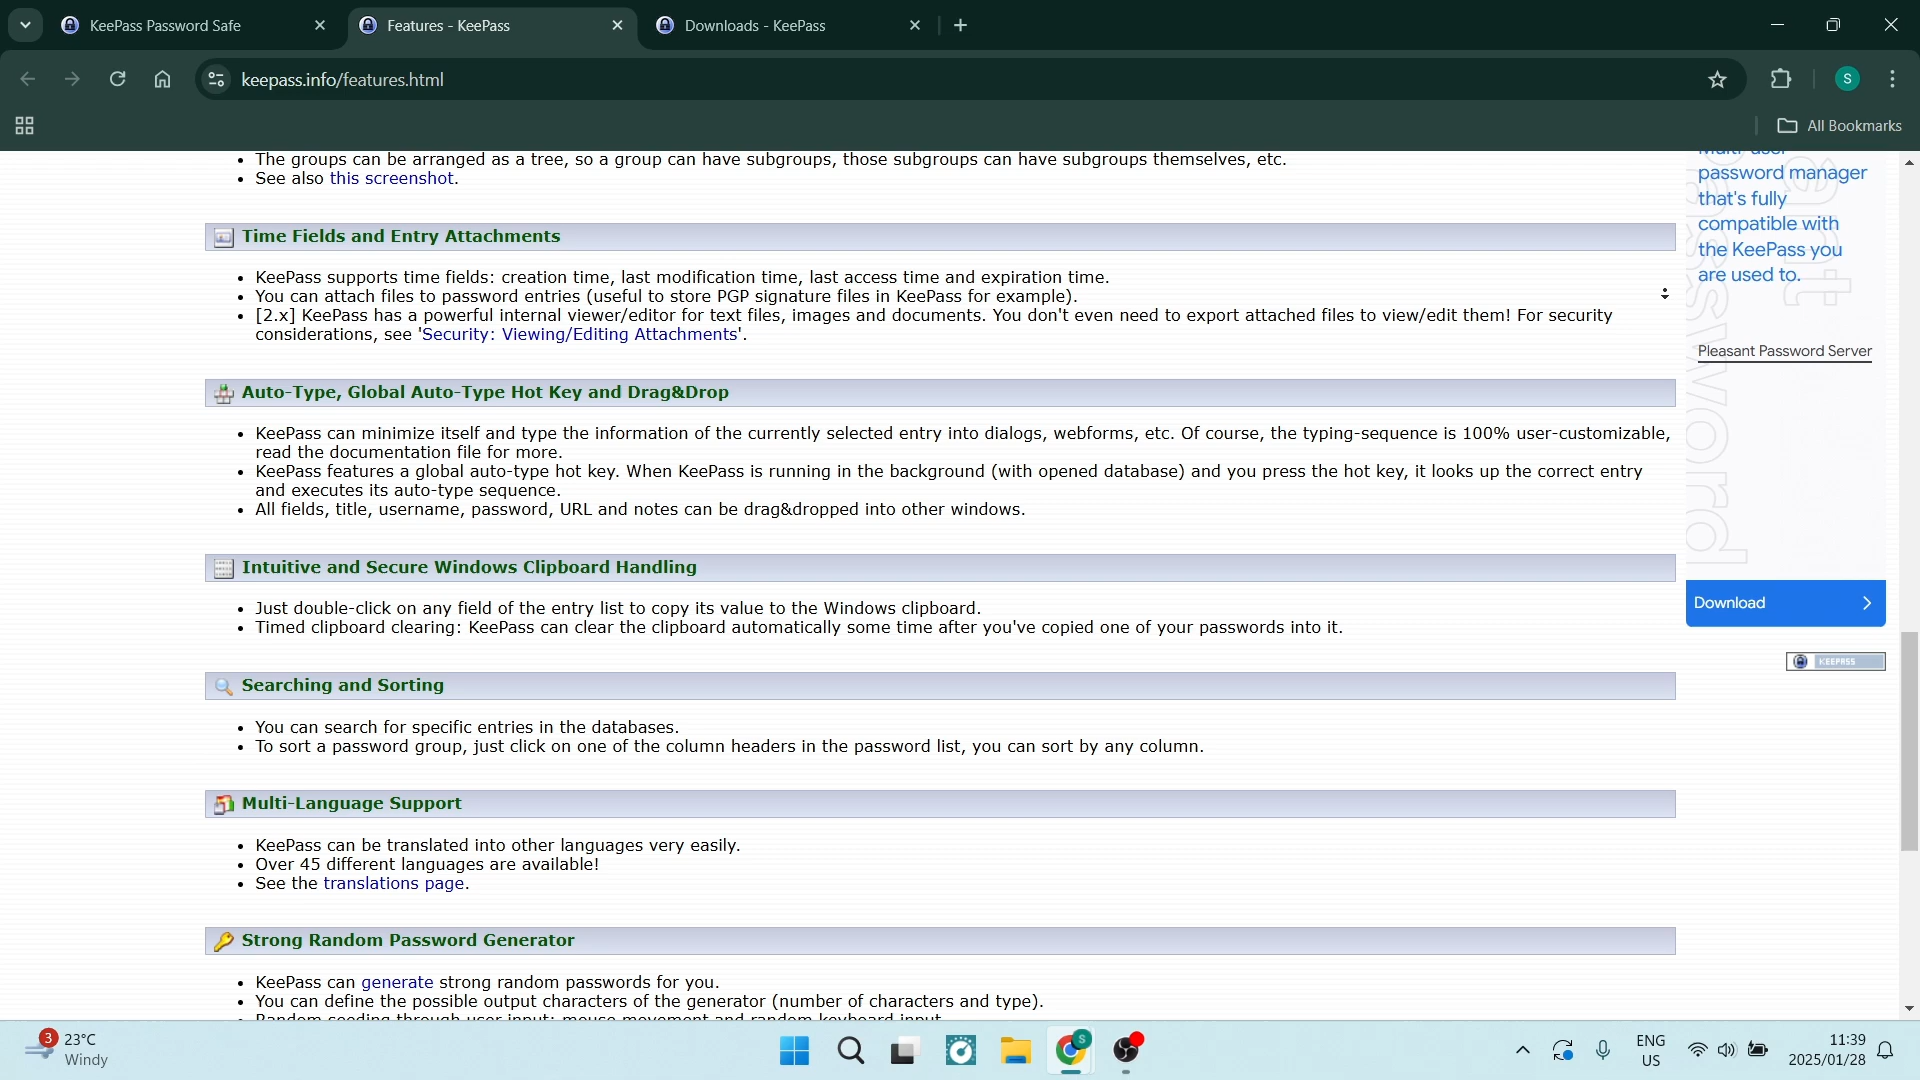 KeePass Password Safe
Features - KeePass
Downloads - KeePass
keepass.info/features.html
S
All Bookmarks
• The groups can be arranged as a tree, so a group can have subgroups, those subgroups can have subgroups themselves, etc.
• See also this screenshot.
Time Fields and Entry Attachments
• KeePass supports time fields: creation time, last modification time, last access time and expiration time.
• You can attach files to password entries (useful to store PGP signature files in KeePass for example).
• [2.x] KeePass has a powerful internal viewer/editor for text files, images and documents. You don't even need to export attached files to view/edit them! For security
considerations, see 'Security: Viewing/Editing Attachments'.
Auto-Type, Global Auto-Type Hot Key and Drag&Drop
• KeePass can minimize itself and type the information of the currently selected entry into dialogs, webforms, etc. Of course, the typing-sequence is 100% user-customizable,
read the documentation file for more.
• KeePass features a global auto-type hot key. When KeePass is running in the background (with opened database) and you press the hot key, it looks up the correct entry
and executes its auto-type sequence.
• All fields, title, username, password, URL and notes can be drag&dropped into other windows.
Intuitive and Secure Windows Clipboard Handling
• Just double-click on any field of the entry list to copy its value to the Windows clipboard.
• Timed clipboard clearing: KeePass can clear the clipboard automatically some time after you've copied one of your passwords into it.
Searching and Sorting
• You can search for specific entries in the databases.
• To sort a password group, just click on one of the column headers in the password list, you can sort by any column.
Multi-Language Support
• KeePass can be translated into other languages very easily.
• Over 45 different languages are available!
• See the translations page.
Strong Random Password Generator
• KeePass can generate strong random passwords for you.
• You can define the possible output characters of the generator (number of characters and type).
• Random seeding through user input: mouse movement and random keyboard input.
Multi-user
password manager
that's fully
compatible with
the KeePass you
are used to.
Pleasant Password Server
Download
KEEPASS
3
23°C
Windy
S
ENG
US
11:39
2025/01/28